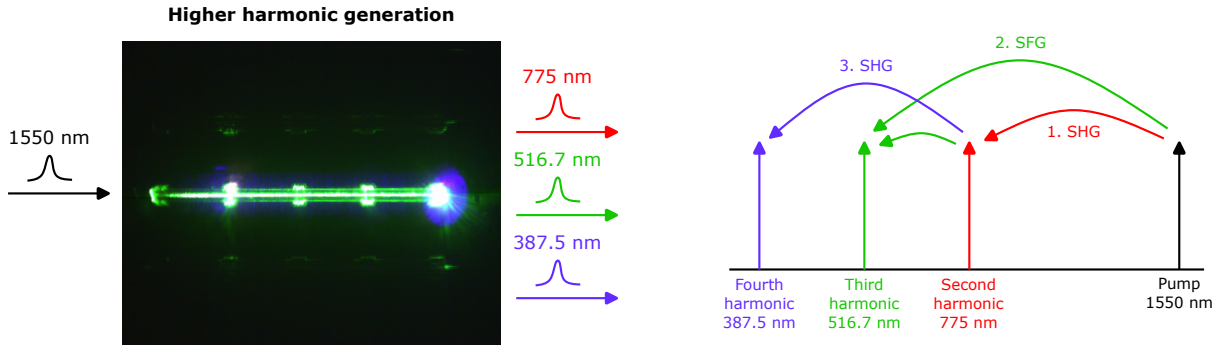 Higher harmonic generation
1550 nm
775 nm
516.7 nm
387.5 nm
2. SFG
3. SHG
1. SHG
Fourth
harmonic
387.5 nm
Third
harmonic
516.7 nm
Second
harmonic
775 nm
Pump
1550 nm